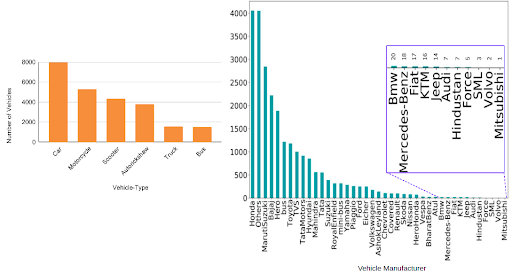 8000
6000
4000
2000
0
Number of Vehicles
Car
Motorcycle
Scooter
Autorickshaw
Truck
Bus
Vehicle-Type
4000
3500
3000
2500
2000
1500
1000
500
0
Honda
Others
MarutiSuzuki
Bajaj
Hero
bus
Toyota
TVS
TataMotors
Hyundai
Mahindra
Tata
Suzuki
RoyalEnfield
mini-bus
Yamaha
Piaggio
Ford
Eicher
Volkswagen
AshokLeyland
Chevrolet
Renault
Skoda
Nissan
HeroHonda
Vespa
BharatBenz
Atul
Bmw
Mercedes-Benz
Fiat
KTM
Jeep
Audi
Hindustan
Force
SML
Volvo
Mitsubishi
Vehicle Manufacturer
20
18
17
16
14
7
7
5
3
2
1
Bmw
Mercedes-Benz
Fiat
KTM
Jeep
Audi
Hindustan
Force
SML
Volvo
Mitsubishi